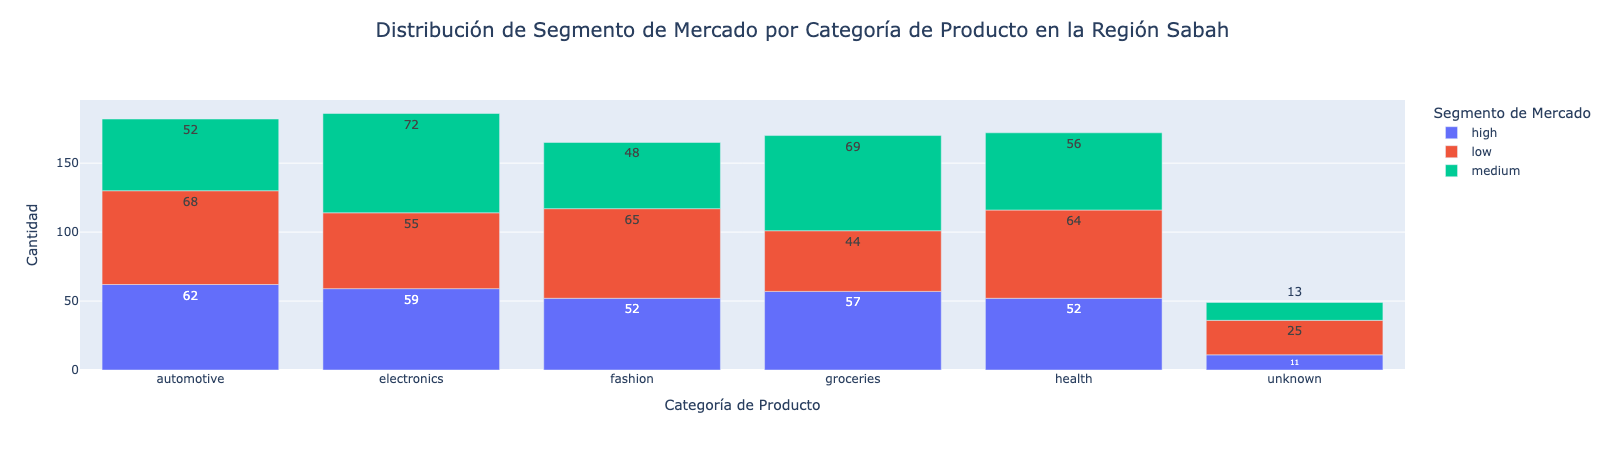 Distribución de Segmento de Mercado por Categoría de Producto en la Región Sabah
Segmento de Mercado
high
low
medium
Cantidad
150
100
50
0
52
68
62
72
55
59
48
65
52
69
44
57
56
64
52
13
25
11
automotive
electronics
fashion
groceries
health
unknown
Categoría de Producto